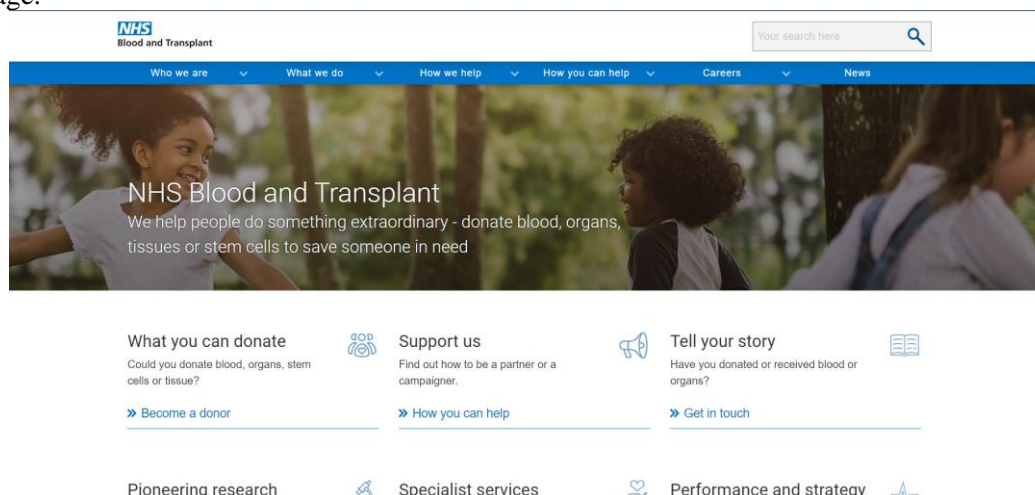 age.
NHS
Blood and Transplant
Your search here
Who we are
What we do
How we help
How you can help
Careers
News
NHS Blood and Transplant
We help people do something extraordinary - donate blood, organs,
tissues or stem cells to save someone in need
What you can donate
Could you donate blood, organs, stem
cells or tissue?
Become a donor
Support us
Find out how to be a partner or a
campaigner.
How you can help
Tell your story
Have you donated or received blood or
organs?
Get in touch
Pioneering research
Specialist services
Performance and strategy